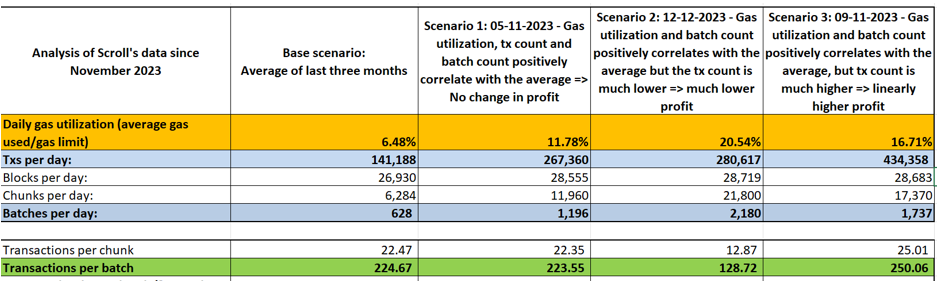 Analysis of Scroll's data since
November 2023
Base scenario:
Average of last three months
Scenario 1: 05-11-2023 - Gas
utilization, tx count and
batch count positively
correlate with the average =>
No change in profit
Scenario 2: 12-12-2023 - Gas
utilization and batch count
positively correlates with the
average but the tx count is
much lower => much lower
profit
Scenario 3: 09-11-2023 - Gas
utilization and batch count
positively correlates with the
average, but tx count is
much higher => linearly
higher profit
Daily gas utilization (average gas
used/gas limit) 6.48% 11.78% 20.54% 16.71%
Txs per day: 141,188 267,360 280,617 434,358
Blocks per day: 26,930 28,555 28,719 28,683
Chunks per day: 6,284 11,960 21,800 17,370
Batches per day: 628 1,196 2,180 1,737
Transactions per chunk 22.47 22.35 12.87 25.01
Transactions per batch 224.67 223.55 128.72 250.06